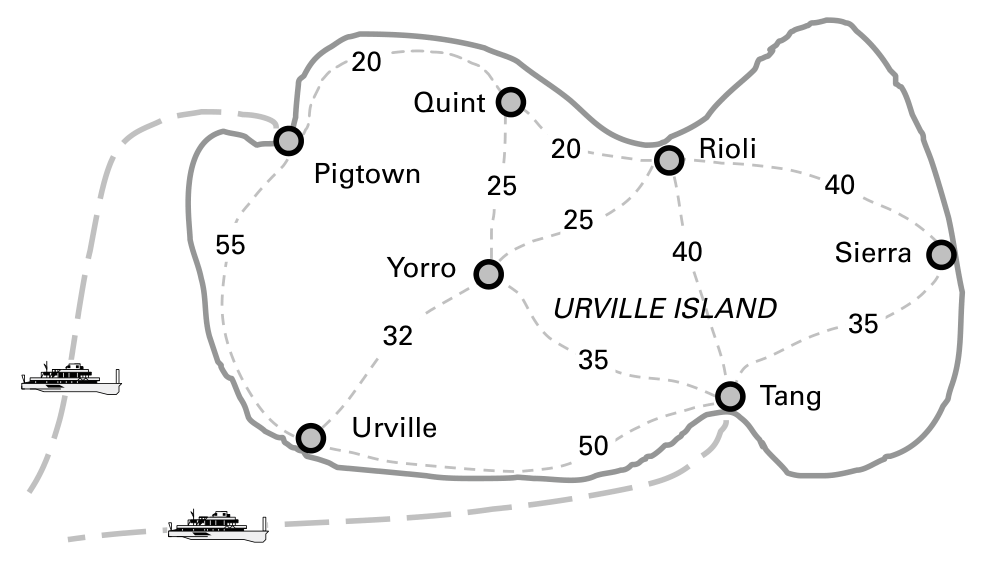 20
Quint
20
Rioli
Pigtown
25
40
25
55
40
Sierra
Yorro
URVILLE ISLAND
32
35
35
Tang
Urville
50